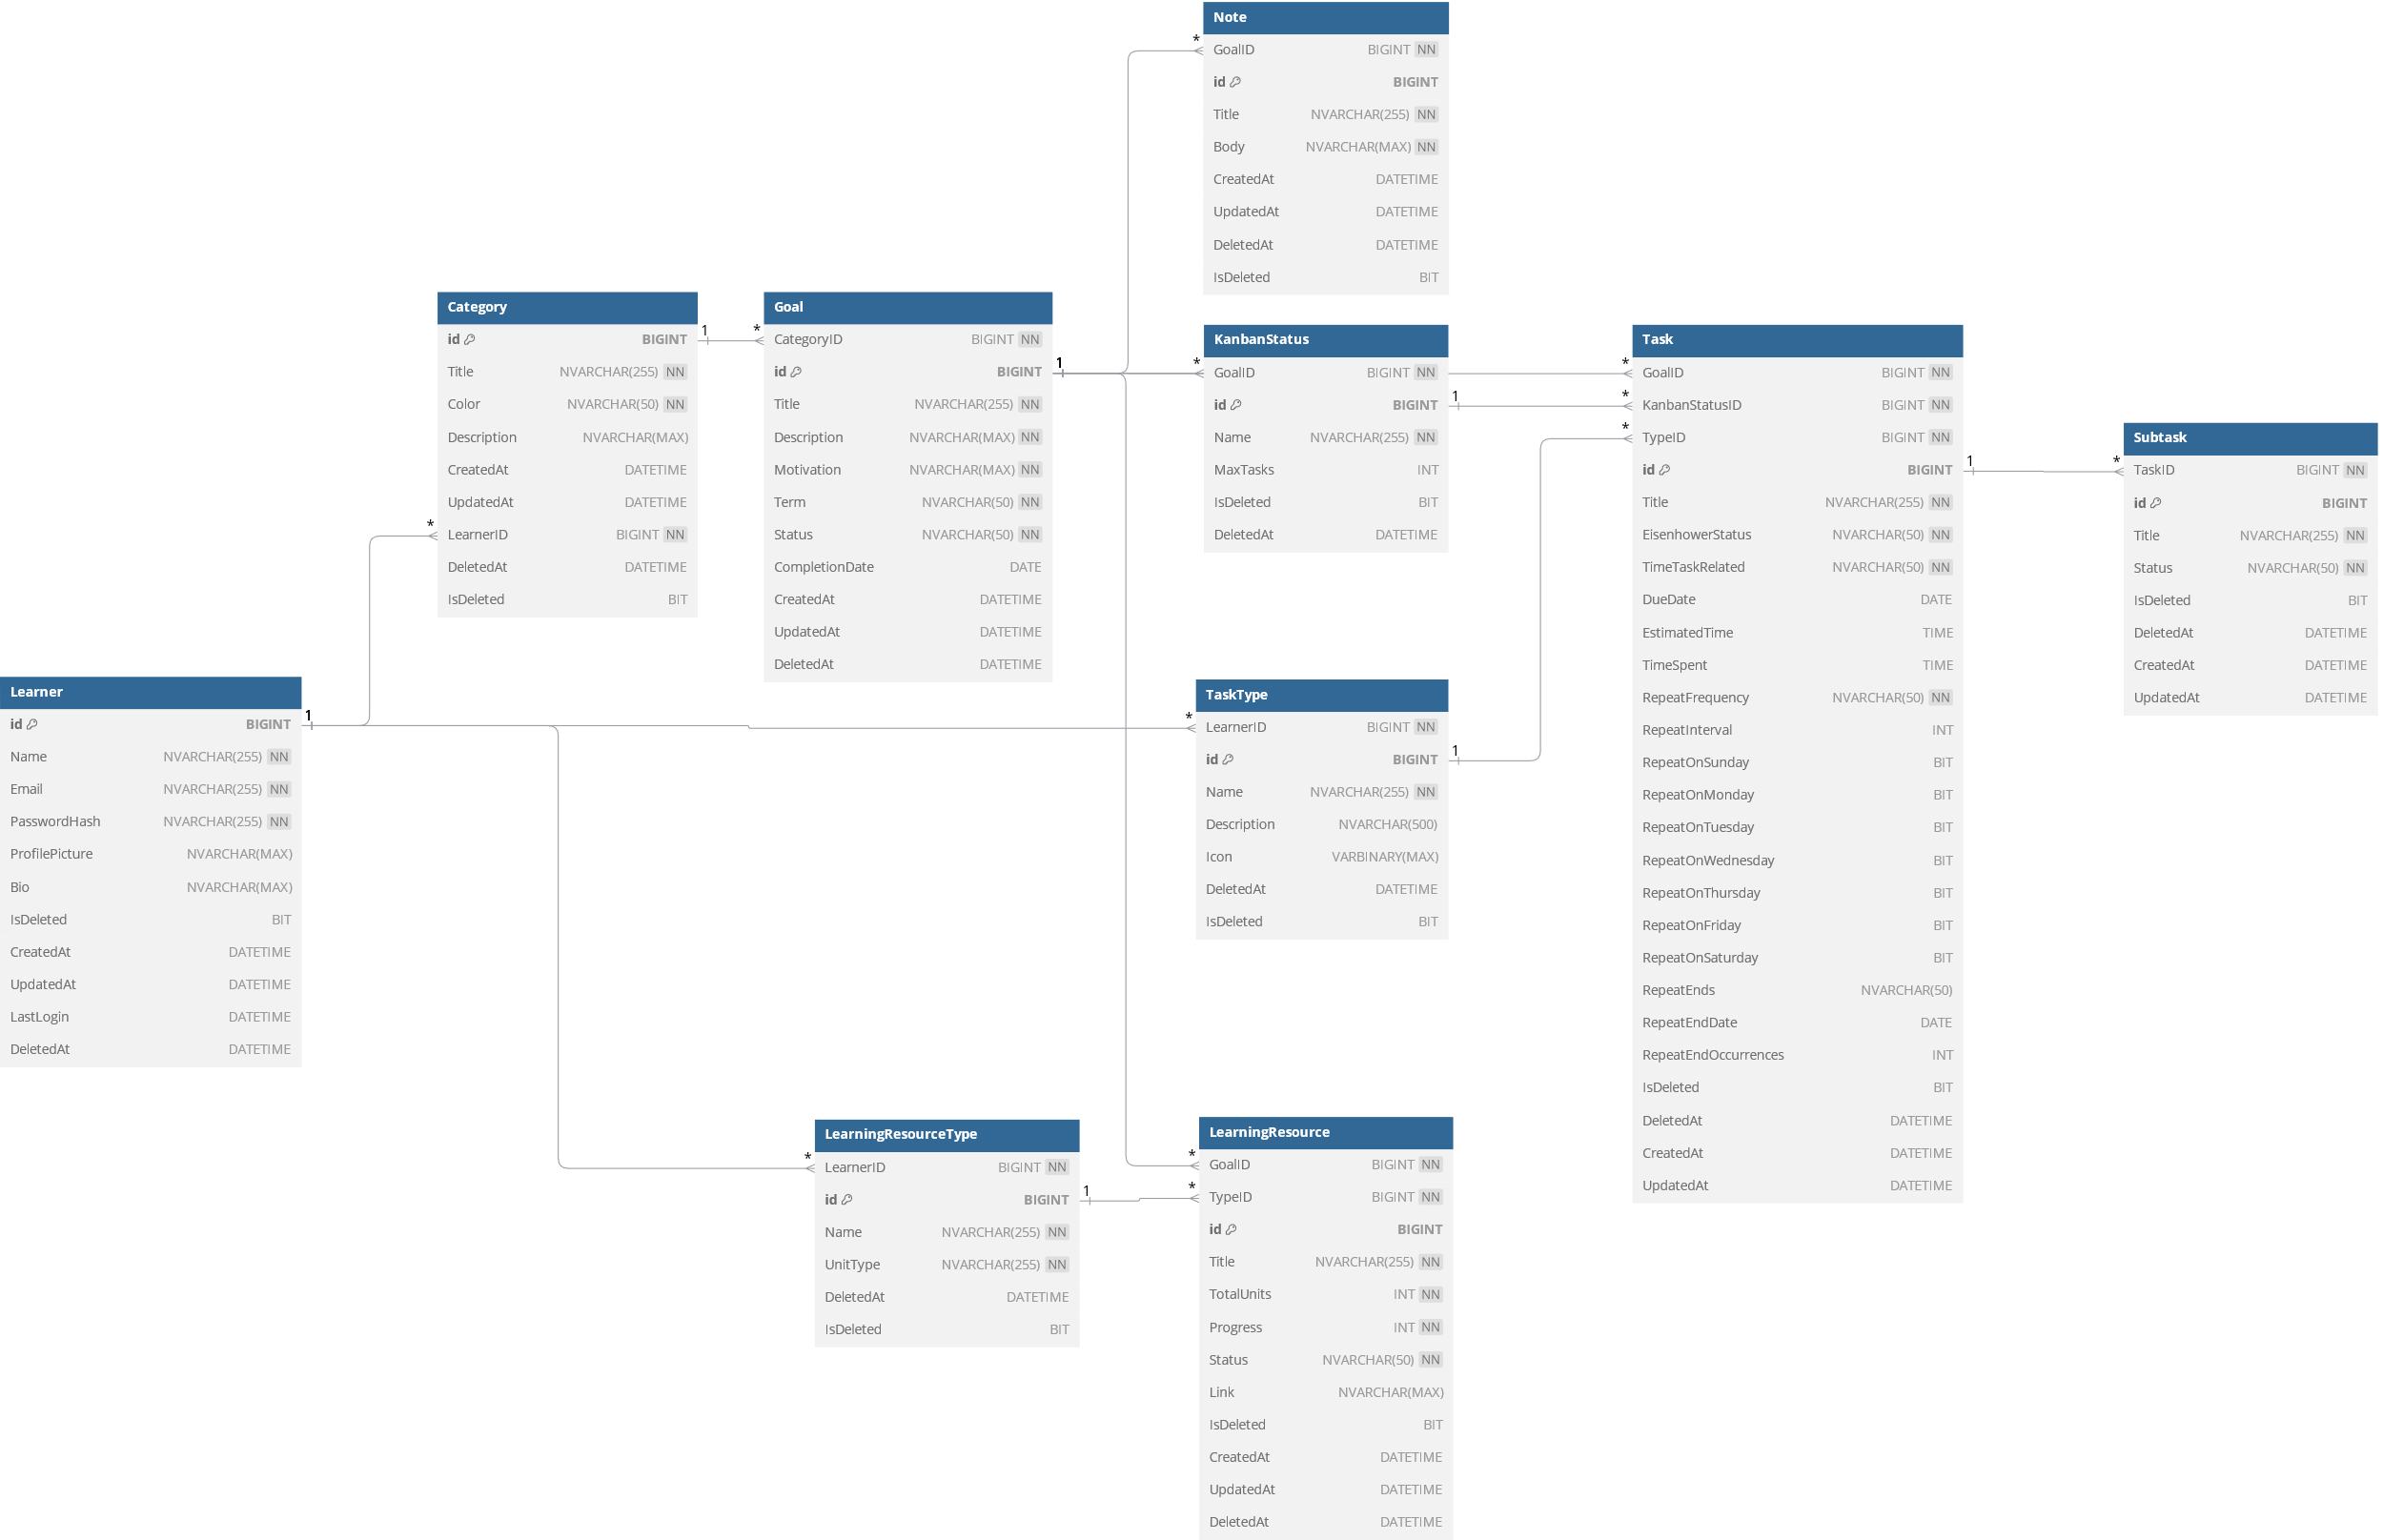 Note
GoalID BIGINT NN
id BIGINT
Title NVARCHAR(255) NN
Body NVARCHAR(MAX) NN
CreatedAt DATETIME
UpdatedAt DATETIME
DeletedAt DATETIME
IsDeleted BIT
Category
id BIGINT
Title NVARCHAR(255) NN
Color NVARCHAR(50) NN
Description NVARCHAR(MAX)
CreatedAt DATETIME
UpdatedAt DATETIME
LearnerID BIGINT NN
DeletedAt DATETIME
IsDeleted BIT
1 *
Goal
CategoryID BIGINT NN
id BIGINT
Title NVARCHAR(255) NN
Description NVARCHAR(MAX) NN
Motivation NVARCHAR(MAX) NN
Term NVARCHAR(50) NN
Status NVARCHAR(50) NN
CompletionDate DATE
CreatedAt DATETIME
UpdatedAt DATETIME
DeletedAt DATETIME
1 *
*
KanbanStatus
GoalID BIGINT NN
id BIGINT
Name NVARCHAR(255) NN
MaxTasks INT
IsDeleted BIT
DeletedAt DATETIME
*
1 *
*
Task
GoalID BIGINT NN
KanbanStatusID BIGINT NN
TypeID BIGINT NN
id BIGINT
Title NVARCHAR(255) NN
EisenhowerStatus NVARCHAR(50) NN
TimeTaskRelated NVARCHAR(50) NN
DueDate DATE
EstimatedTime TIME
TimeSpent TIME
RepeatFrequency NVARCHAR(50) NN
RepeatInterval INT
RepeatOnSunday BIT
RepeatOnMonday BIT
RepeatOnTuesday BIT
RepeatOnWednesday BIT
RepeatOnThursday BIT
RepeatOnFriday BIT
RepeatOnSaturday BIT
RepeatEnds NVARCHAR(50)
RepeatEndDate DATE
RepeatEndOccurrences INT
IsDeleted BIT
DeletedAt DATETIME
CreatedAt DATETIME
UpdatedAt DATETIME
1 *
Subtask
TaskID BIGINT NN
id BIGINT
Title NVARCHAR(255) NN
Status NVARCHAR(50) NN
IsDeleted BIT
DeletedAt DATETIME
CreatedAt DATETIME
UpdatedAt DATETIME
Learner
id BIGINT
Name NVARCHAR(255) NN
Email NVARCHAR(255) NN
PasswordHash NVARCHAR(255) NN
ProfilePicture NVARCHAR(MAX)
Bio NVARCHAR(MAX)
IsDeleted BIT
CreatedAt DATETIME
UpdatedAt DATETIME
LastLogin DATETIME
DeletedAt DATETIME
*
1 *
TaskType
LearnerID BIGINT NN
id BIGINT
Name NVARCHAR(255) NN
Description NVARCHAR(500)
Icon VARBINARY(MAX)
DeletedAt DATETIME
IsDeleted BIT
1
*
LearningResourceType
LearnerID BIGINT NN
id BIGINT
Name NVARCHAR(255) NN
UnitType NVARCHAR(255) NN
DeletedAt DATETIME
IsDeleted BIT
*
1 *
LearningResource
GoalID BIGINT NN
TypeID BIGINT NN
id BIGINT
Title NVARCHAR(255) NN
TotalUnits INT NN
Progress INT NN
Status NVARCHAR(50) NN
Link NVARCHAR(MAX)
IsDeleted BIT
CreatedAt DATETIME
UpdatedAt DATETIME
DeletedAt DATETIME